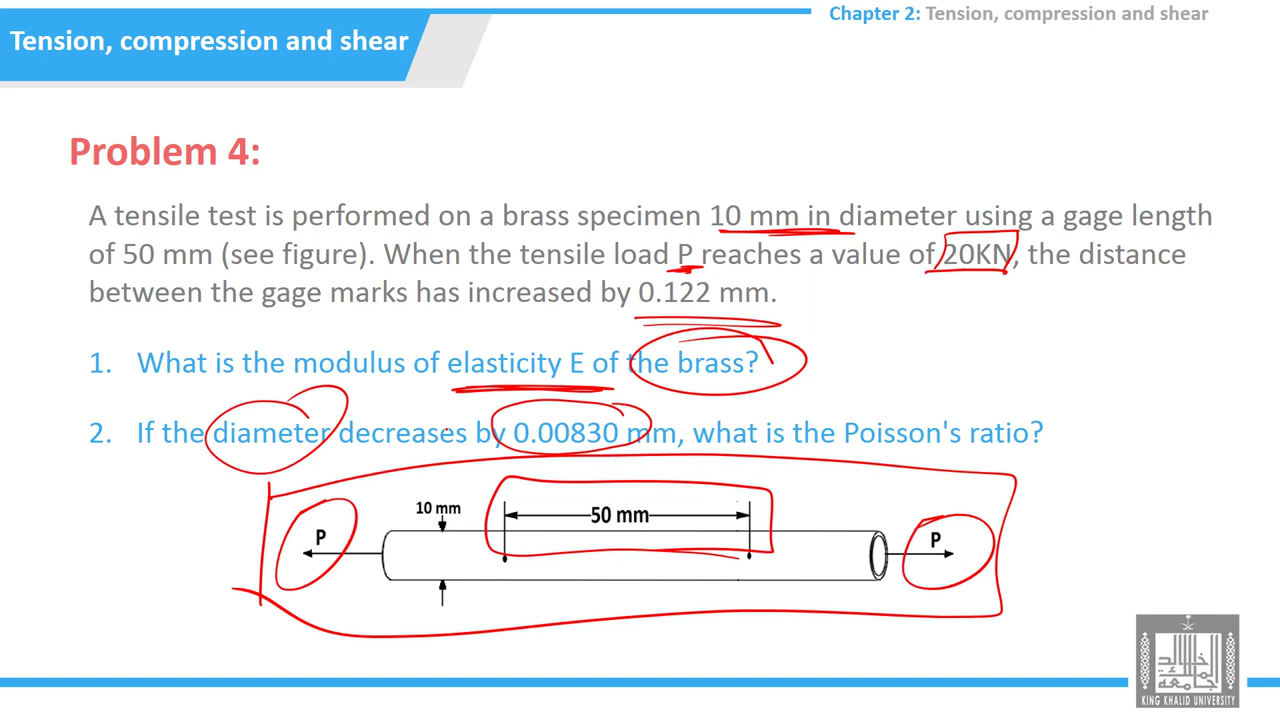 Chapter 2: Tension, compression and shear
Tension, compression and shear
Problem 4:
A tensile test is performed on a brass specimen 10 mm in diameter using a gage length
of 50 mm (see figure). When the tensile load P reaches a value of 20KN, the distance
between the gage marks has increased by 0.122 mm.
1. What is the modulus of elasticity E of the brass?
2. If the diameter decreases by 0.00830 mm, what is the Poisson's ratio?
10 mm
50 mm
P
P
KING KHALID UNIVERSITY